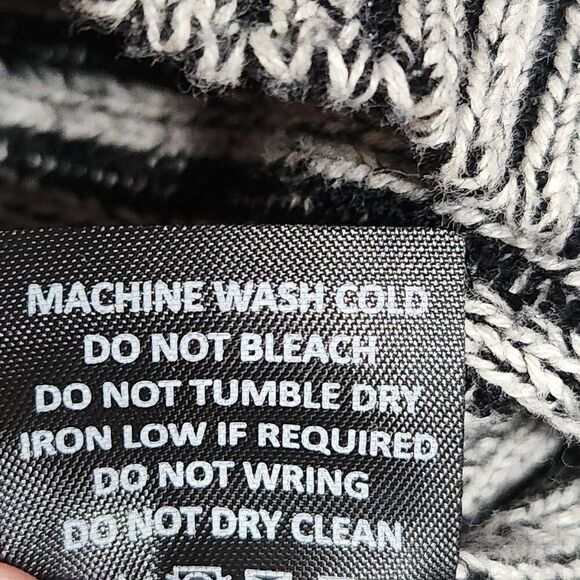 MACHINE WASH COLD
DO NOT BLEACH
DO NOT TUMBLE DRY
IRON LOW IF REQUIRED
DO NOT WRING
DO NOT DRY CLEAN